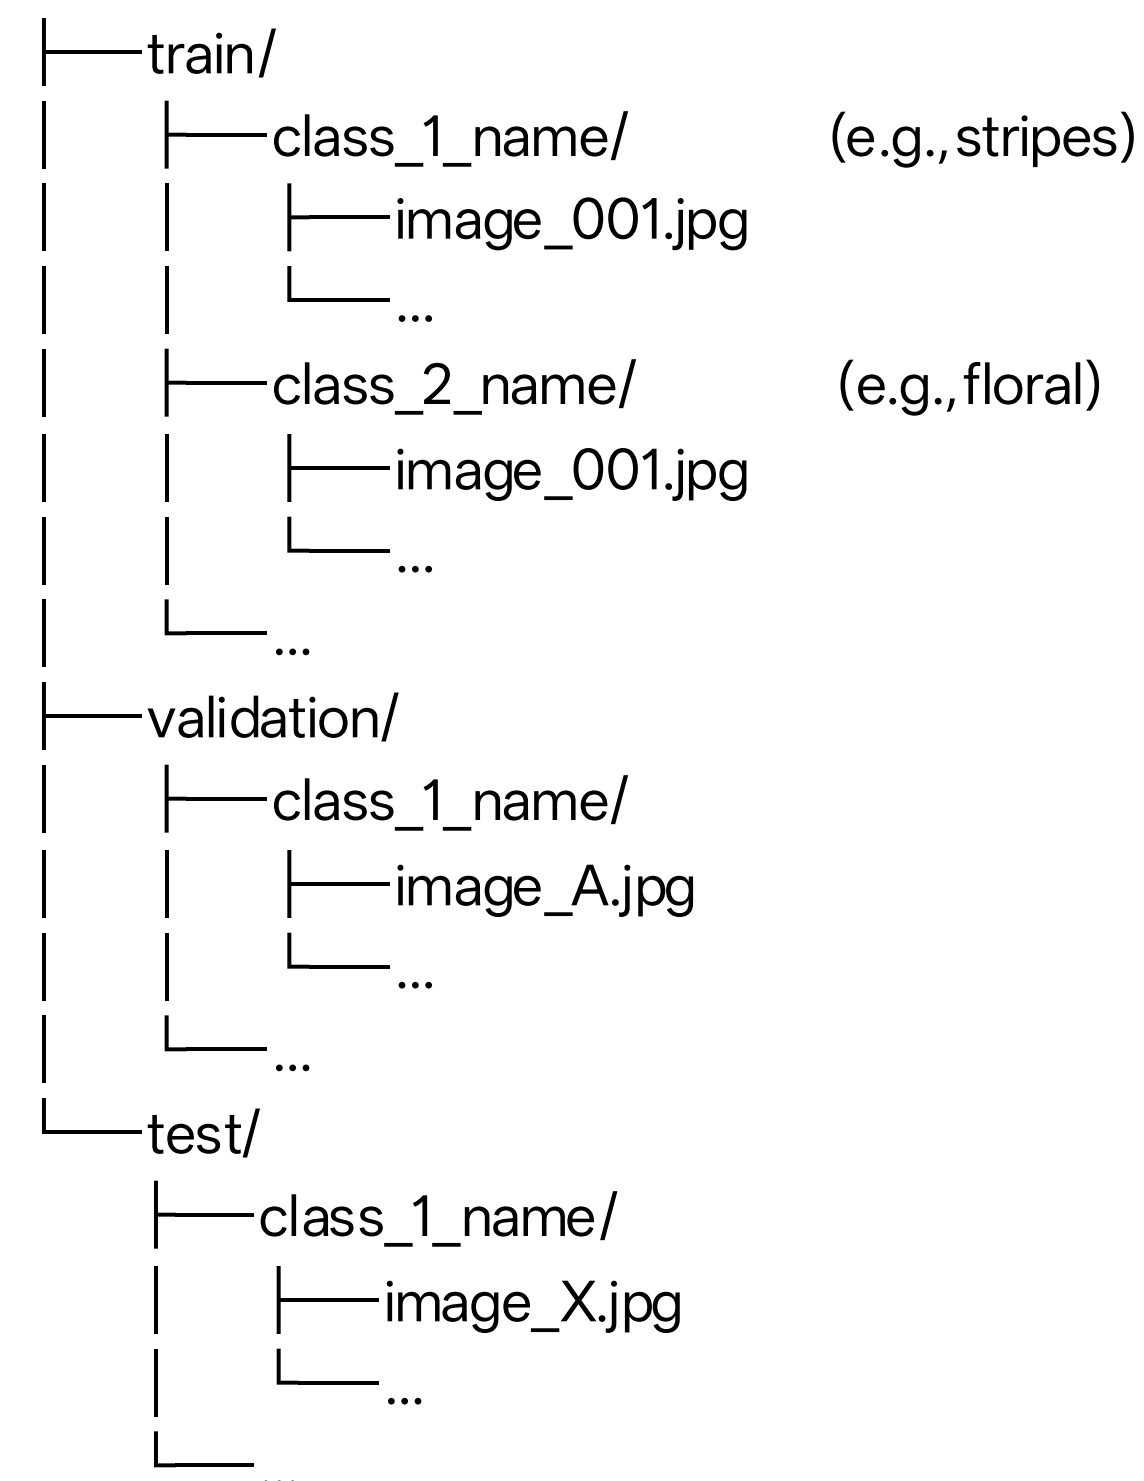 ├── train/
│   ├── class_1_name/ (e.g., stripes)
│   │   ├── image_001.jpg
│   │   └── ...
│   ├── class_2_name/ (e.g., floral)
│   │   ├── image_001.jpg
│   │   └── ...
│   └── ...
├── validation/
│   ├── class_1_name/
│   │   ├── image_A.jpg
│   │   └── ...
│   └── ...
└── test/
    ├── class_1_name/
    │   ├── image_X.jpg
    │   └── ...
    └── ...